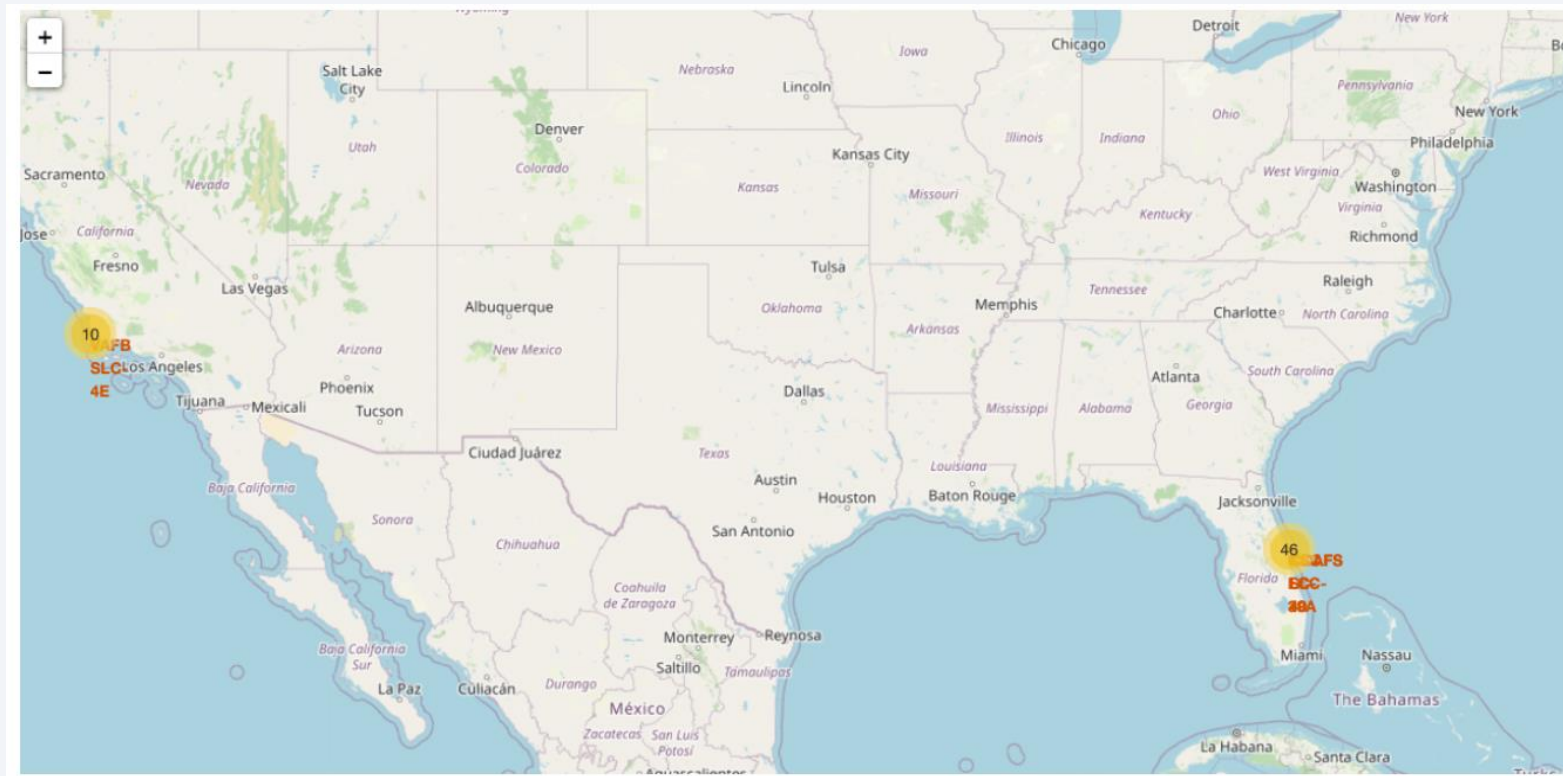 Wyoming
New York
Detroit
Chicago
Iowa
+
−
Salt Lake
City
Nebraska
Lincoln
Pennsylvania
New York
Ohio
Illinois
Indiana
Philadelphia
Denver
Utah
Colorado
Kansas City
Kansas
Missouri
West Virginia
Washington
Sacramento
Nevada
Virginia
Kentucky
Richmond
Jose
California
Fresno
Las Vegas
Tulsa
Raleigh
Albuquerque
Oklahoma
Memphis
Tennessee
Charlotte
North Carolina
10
Arkansas
VAFB
SLC-
4E
Los Angeles
Arizona
New Mexico
Phoenix
Tucson
Dallas
Atlanta
South Carolina
Tijuana
Mexicali
Mississippi
Alabama
Georgia
Ciudad Juárez
Texas
Louisiana
Austin
Houston
Baton Rouge
Jacksonville
Baja California
Sonora
San Antonio
Chihuahua
46
Florida
Coahuila
de Zaragoza
Monterrey
Reynosa
Saltillo
Tamaulipas
Baja California
Sur
La Paz
Culiacán
Durango
Miami
Nassau
The Bahamas
México
Zacatecas
San Luis
Potosí
Aguascalientes
La Habana
Santa Clara